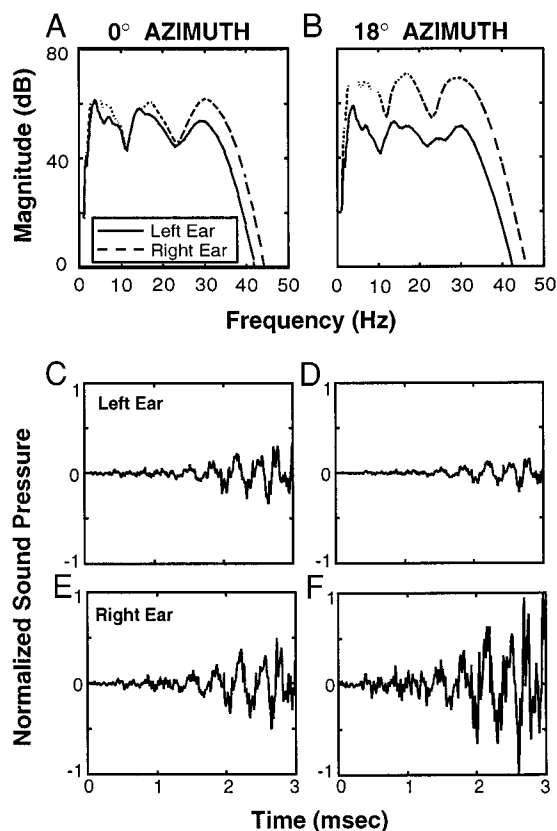 A 0° AZIMUTH B 18° AZIMUTH
80
40
0
Magnitude (dB)
Left Ear
Right Ear
0 10 20 30 40 50 0 10 20 30 40 50
Frequency (Hz)
C D
1
0
-1
Left Ear
1
0
-1
Normalized Sound Pressure
E F
1
0
-1
Right Ear
1
0
-1
0 1 2 3 0 1 2 3
Time (msec)